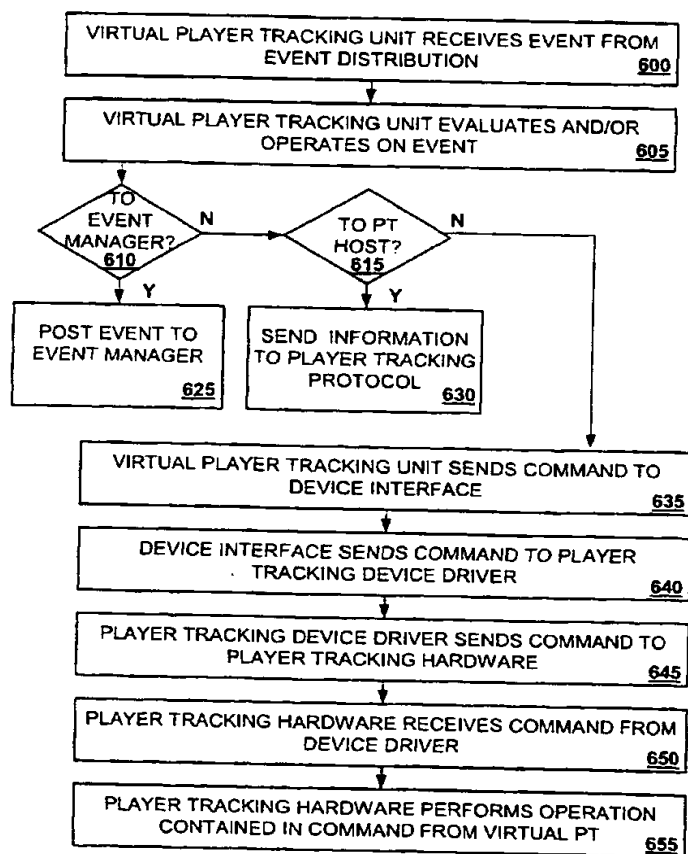 VIRTUAL PLAYER TRACKING UNIT RECEIVES EVENT FROM
EVENT DISTRIBUTION
600
VIRTUAL PLAYER TRACKING UNIT EVALUATES AND/OR
OPERATES ON EVENT
605
TO
EVENT
MANAGER?
610
N
Y
TO PT
HOST?
615
N
Y
POST EVENT TO
EVENT MANAGER
625
SEND INFORMATION
TO PLAYER TRACKING
PROTOCOL
630
VIRTUAL PLAYER TRACKING UNIT SENDS COMMAND TO
DEVICE INTERFACE
635
DEVICE INTERFACE SENDS COMMAND TO PLAYER
TRACKING DEVICE DRIVER
640
PLAYER TRACKING DEVICE DRIVER SENDS COMMAND TO
PLAYER TRACKING HARDWARE
645
PLAYER TRACKING HARDWARE RECEIVES COMMAND FROM
DEVICE DRIVER
650
PLAYER TRACKING HARDWARE PERFORMS OPERATION
CONTAINED IN COMMAND FROM VIRTUAL PT
655